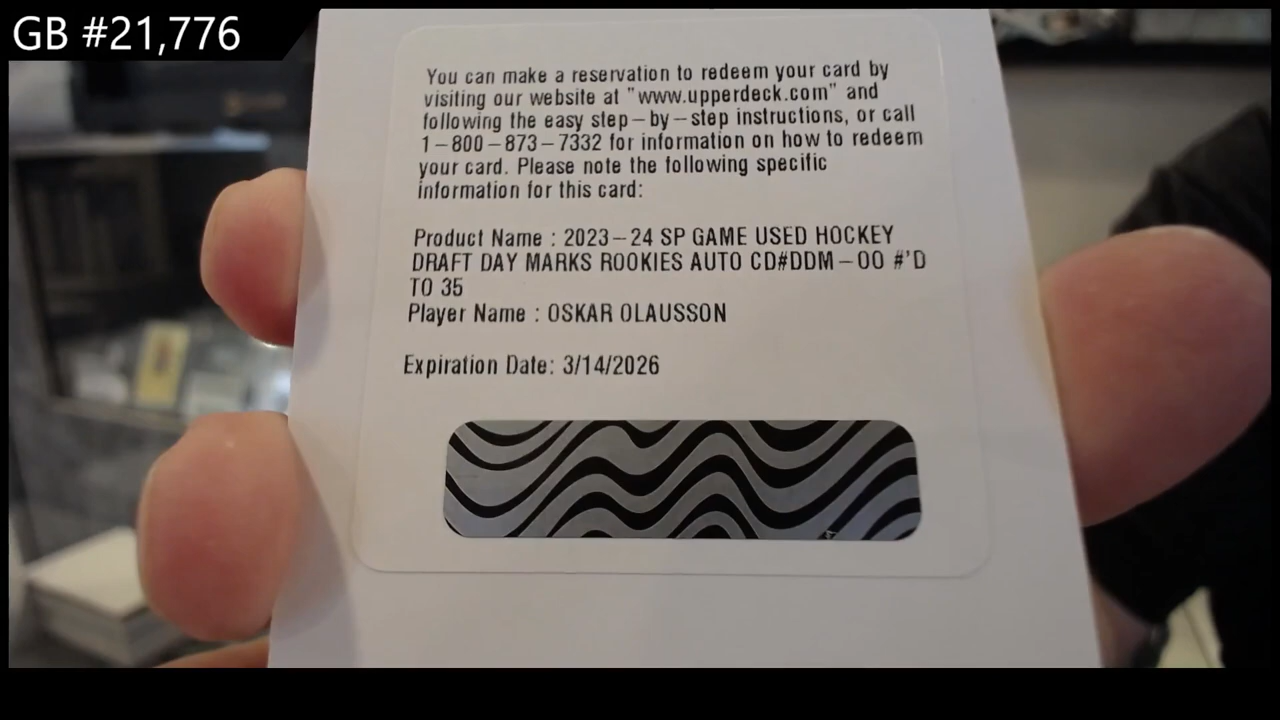 GB #21,776
You can make a reservation to redeem your card by
visiting our website at "www.upperdeck.com" and
following the easy step-by-step instructions, or call
1-800-873-7332 for information on how to redeem
your card. Please note the following specific
information for this card:
Product Name : 2023-24 SP GAME USED HOCKEY
DRAFT DAY MARKS ROOKIES AUTO CD#DDM-OO #'D
TO 35
Player Name : OSKAR OLAUSSON
Expiration Date: 3/14/2026